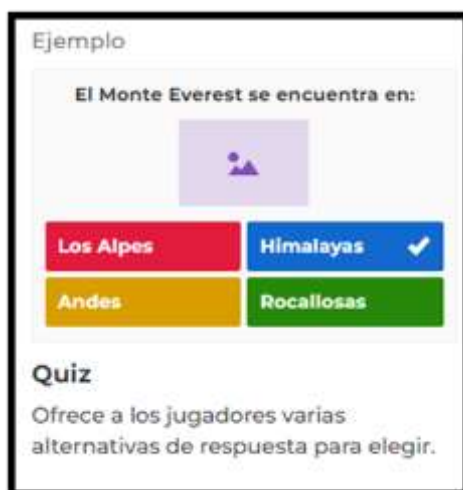 Ejemplo
El Monte Everest se encuentra en:
Los Alpes
Himalayas
Andes
Rocallosas
Quiz
Ofrece a los jugadores varias
alternativas de respuesta para elegir.